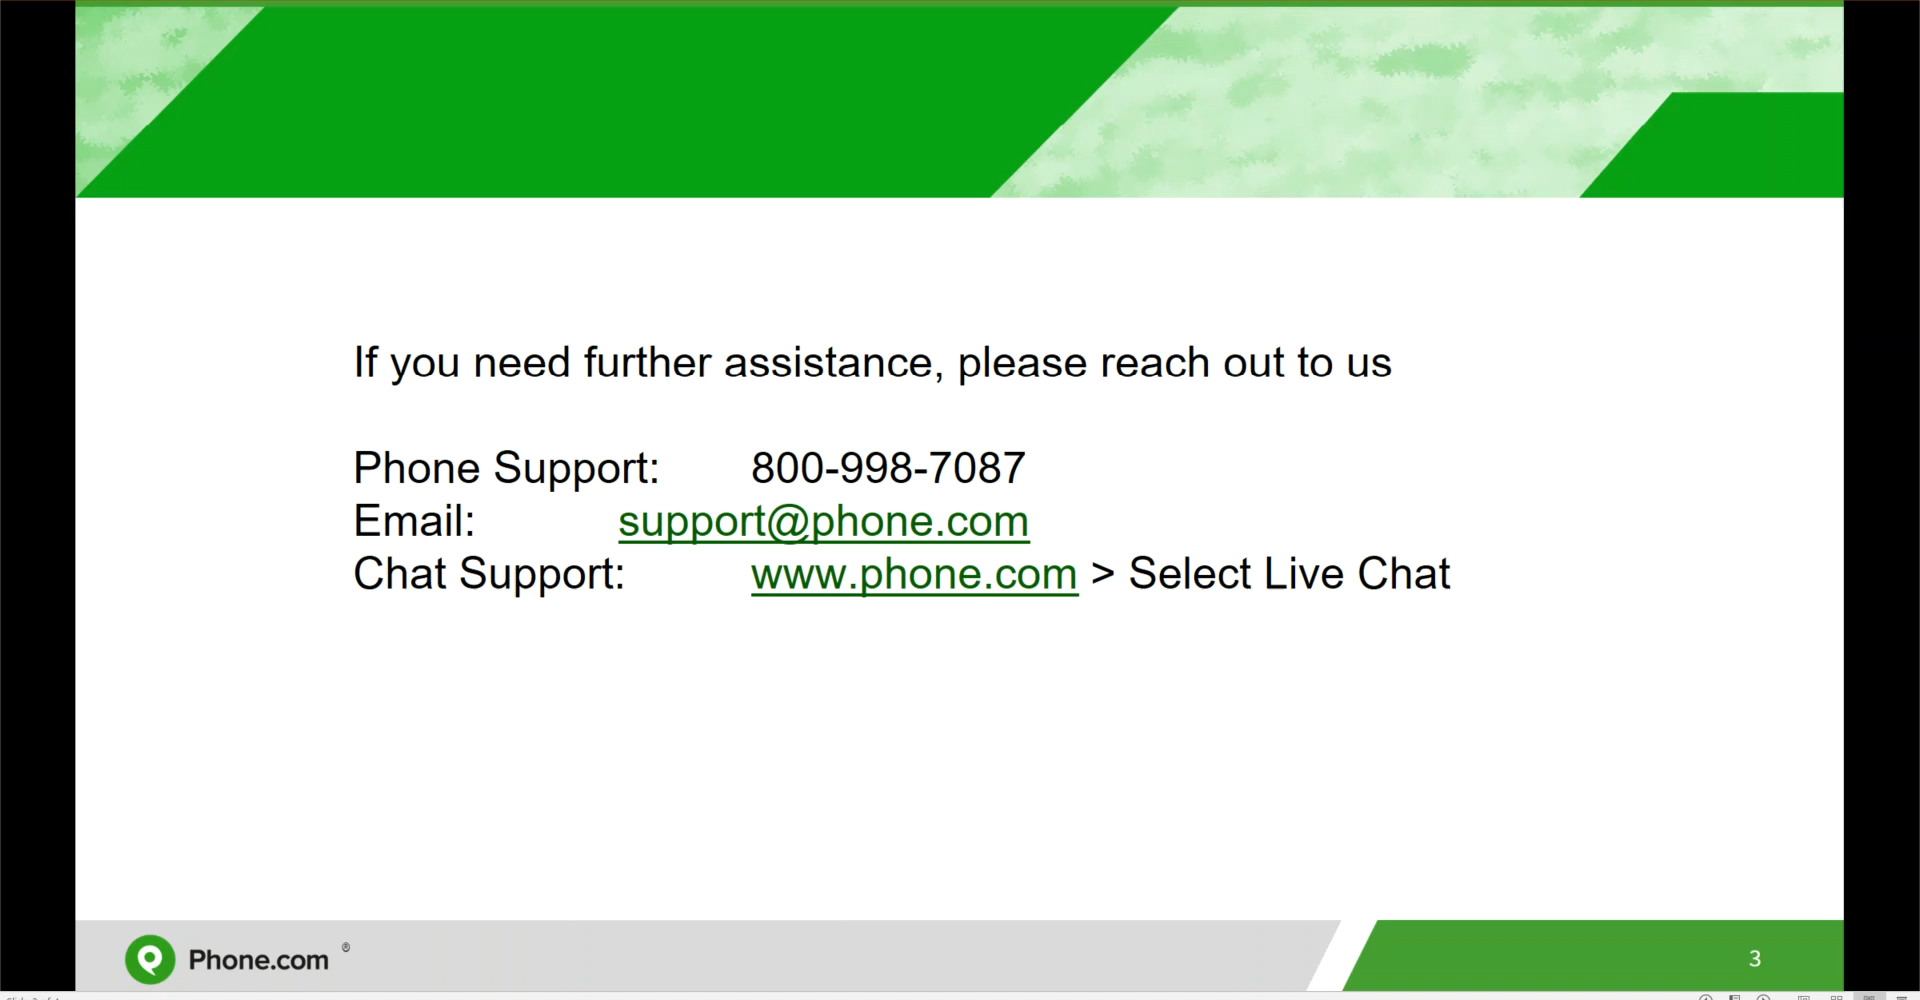 If you need further assistance, please reach out to us
Phone Support: 800-998-7087
Email: support@phone.com
Chat Support: www.phone.com > Select Live Chat
Phone.com ®
3